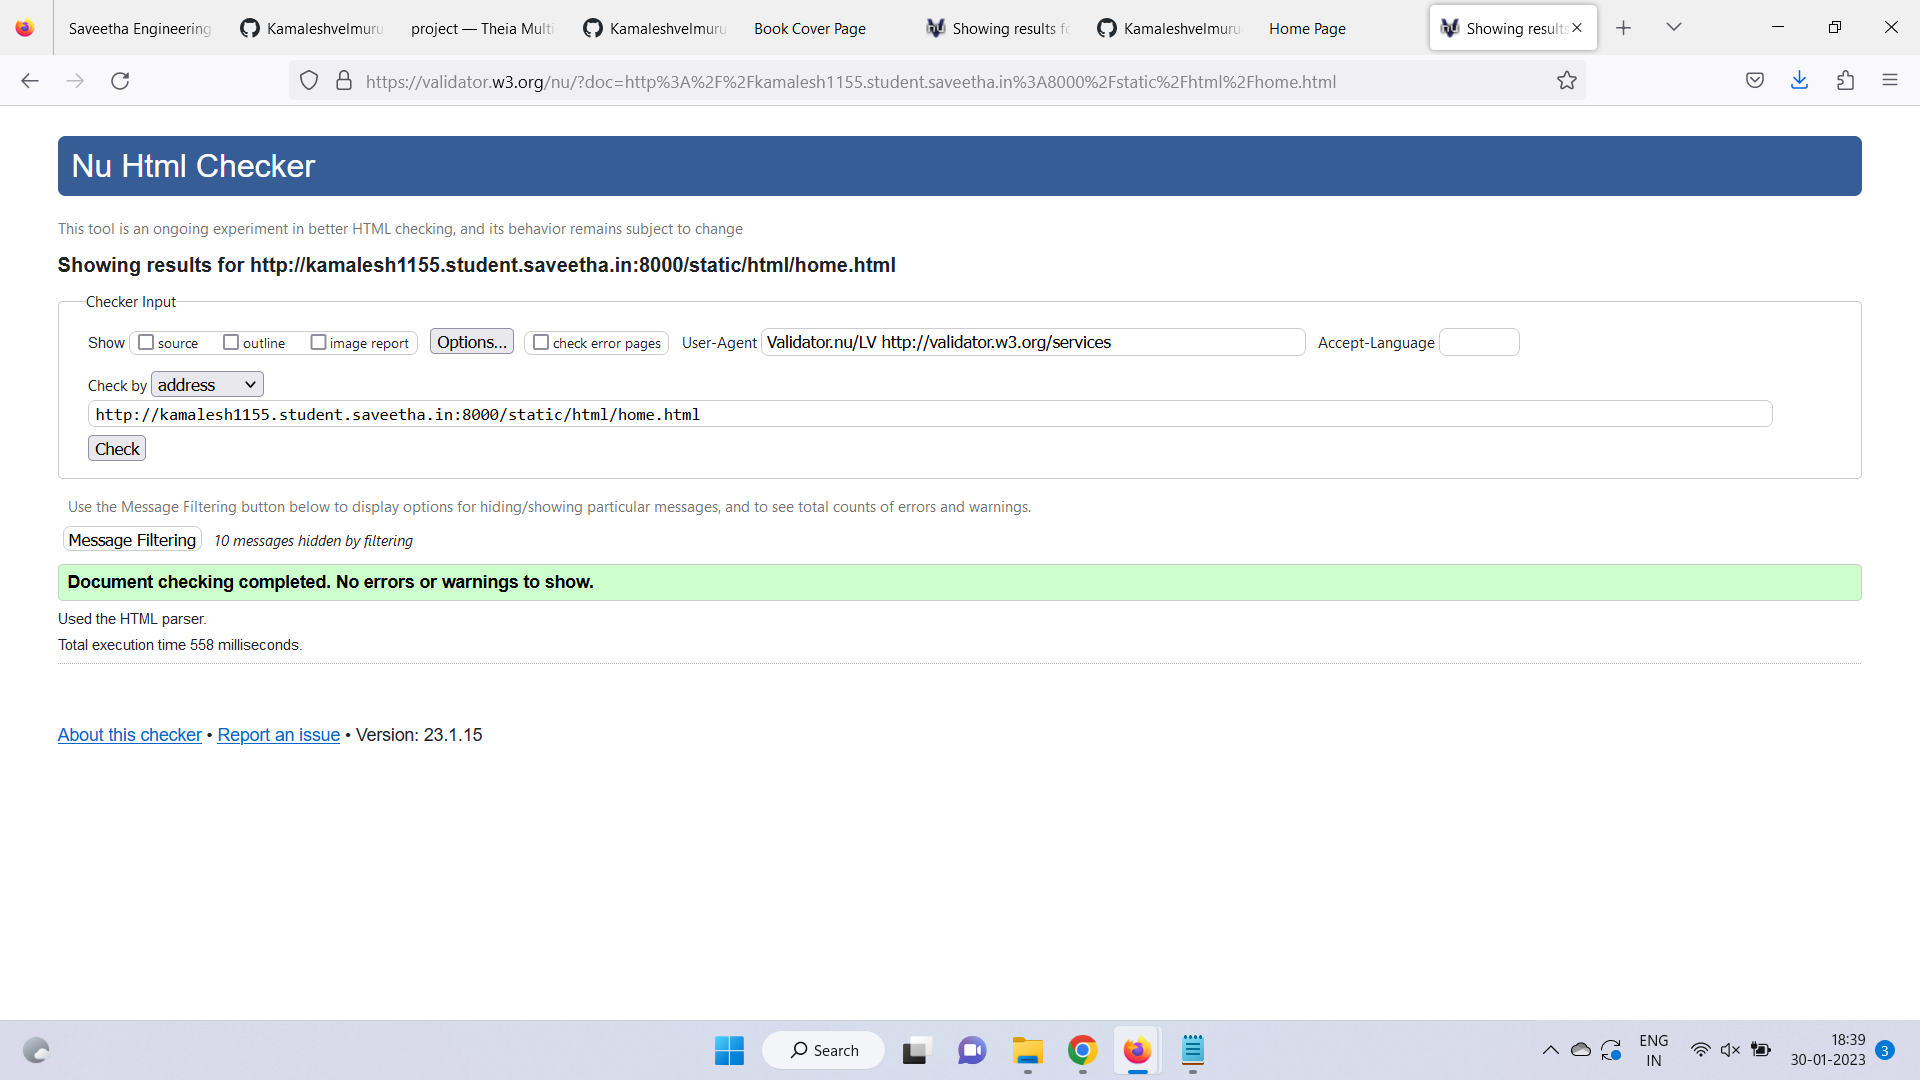 Saveetha Engineering
Kamaleshvelmuru
project — Theia Multi
Kamaleshvelmuru
Book Cover Page
Showing results fo
Kamaleshvelmuru
Home Page
Showing results
https://validator.w3.org/nu/?doc=http%3A%2F%2Fkamalesh1155.student.saveetha.in%3A8000%2Fstatic%2Fhtml%2Fhome.html
Nu Html Checker
This tool is an ongoing experiment in better HTML checking, and its behavior remains subject to change
Showing results for http://kamalesh1155.student.saveetha.in:8000/static/html/home.html
Checker Input
Show source outline image report Options... check error pages User-Agent Validator.nu/LV http://validator.w3.org/services Accept-Language
Check by address
http://kamalesh1155.student.saveetha.in:8000/static/html/home.html
Check
Use the Message Filtering button below to display options for hiding/showing particular messages, and to see total counts of errors and warnings.
Message Filtering 10 messages hidden by filtering
Document checking completed. No errors or warnings to show.
Used the HTML parser.
Total execution time 558 milliseconds.
About this checker • Report an issue • Version: 23.1.15
Search
ENG
IN
18:39
30-01-2023
3